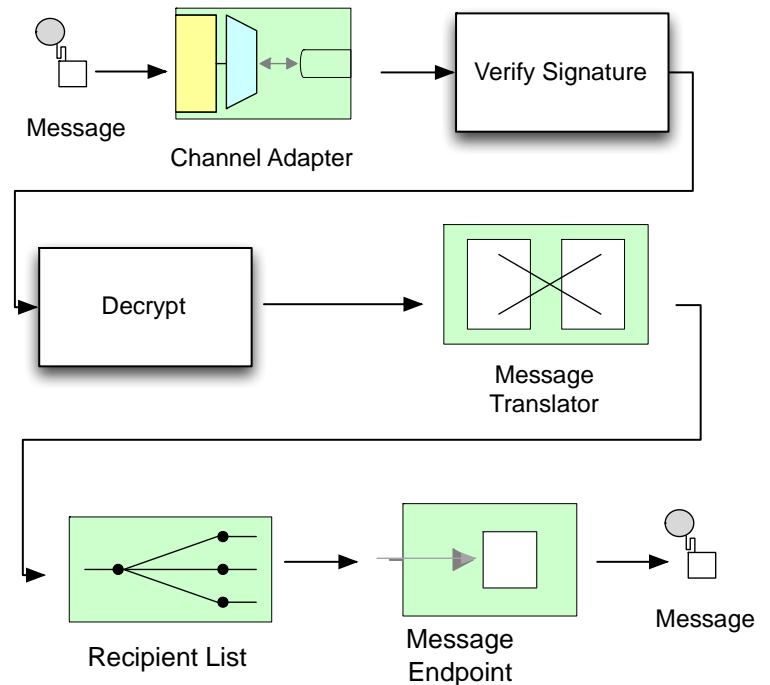 Message
Channel Adapter
Verify Signature
Decrypt
Message
Translator
Recipient List
Message
Endpoint
Message